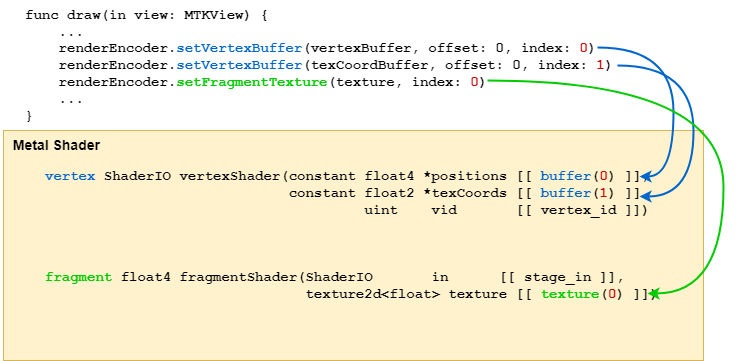 func draw(in view: MTKView) {
...
renderEncoder.setVertexBuffer(vertexBuffer, offset: 0, index: 0)
renderEncoder.setVertexBuffer(texCoordBuffer, offset: 0, index: 1)
renderEncoder.setFragmentTexture(texture, index: 0)
...
}
Metal Shader
vertex ShaderIO vertexShader(constant float4 *positions [[ buffer(0) ]]
constant float2 *texCoords [[ buffer(1) ]]
uint vid [[ vertex_id ]])
fragment float4 fragmentShader(ShaderIO in [[ stage_in ]],
texture2d<float> texture [[ texture(0) ]])